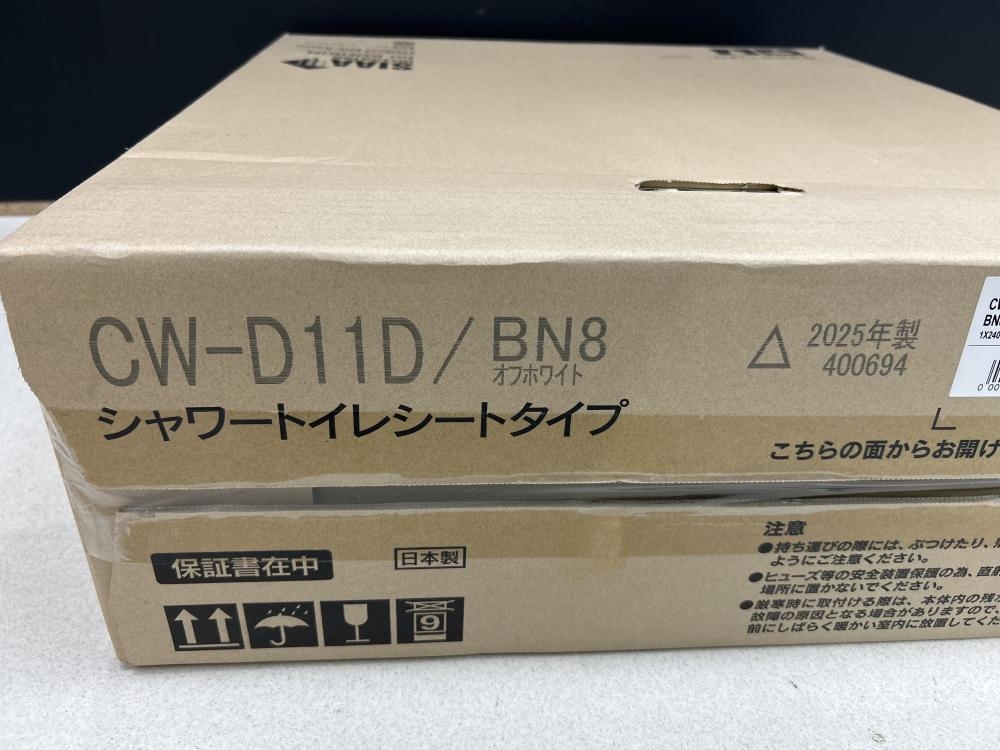 SIAA
CW-D11D/BN8
オフホワイト
2025年製
400694
シャワートイレシートタイプ
こちらの面からお開け
CW
BN8
1X240
保証書在中
日本製
9
注意
●持ち運びの際には、ぶつけたり、
ようにご注意ください。
●ヒューズ等の安全装置保護の為、直射
場所に置かないでください。
●厳寒時に取付ける際は、本体内の残水
故障の原因となる場合がありますので、
前にしばらく暖かい室内に放置してくだ